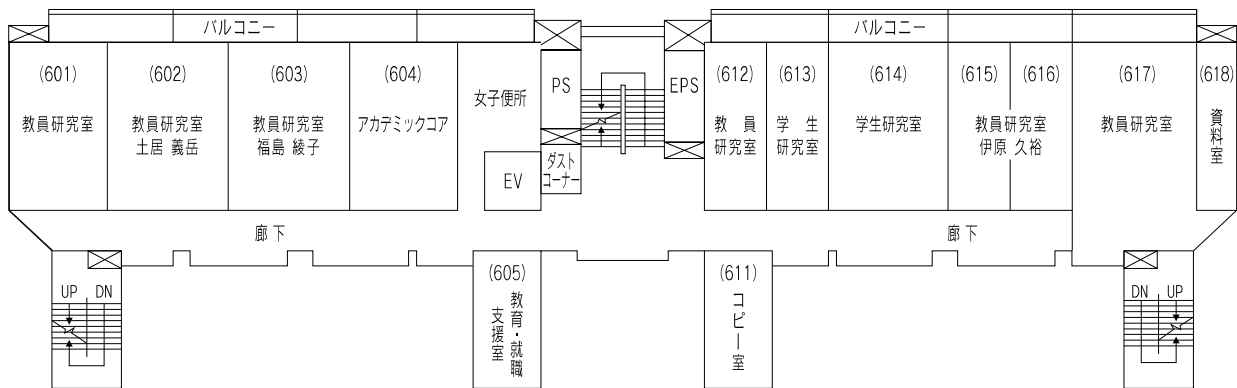 バルコニー
バルコニー
(601)
教員研究室
(602)
教員研究室
土居 義岳
(603)
教員研究室
福島 綾子
(604)
アカデミックコア
女子便所
EV
PS
ダスト
コーナー
EPS
(612)
教 員
研究室
(613)
学 生
研究室
(614)
学生研究室
(615)
(616)
教員研究室
伊原 久裕
(617)
教員研究室
(618)
資料室
廊 下
廊 下
UP
DN
(605)
教育・就職
支援室
(611)
コピー室
DN
UP